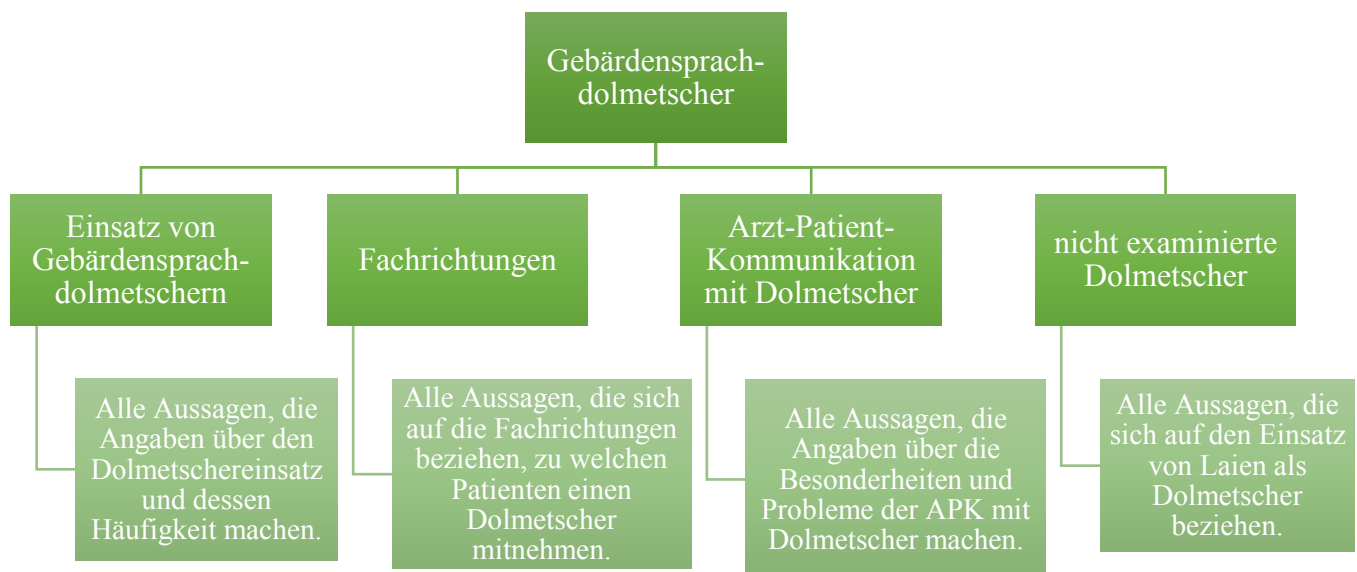 Gebärdensprach-
dolmetscher
Einsatz von
Gebärdensprach-
dolmetschern
Alle Aussagen, die
Angaben über den
Dolmetschereinsatz
und dessen
Häufigkeit machen.
Fachrichtungen
Alle Aussagen, die sich
auf die Fachrichtungen
beziehen, zu welchen
Patienten einen
Dolmetscher
mitnehmen.
Arzt-Patient-
Kommunikation
mit Dolmetscher
Alle Aussagen, die
Angaben über die
Besonderheiten und
Probleme der APK mit
Dolmetscher machen.
nicht examinierte
Dolmetscher
Alle Aussagen, die
sich auf den Einsatz
von Laien als
Dolmetscher
beziehen.